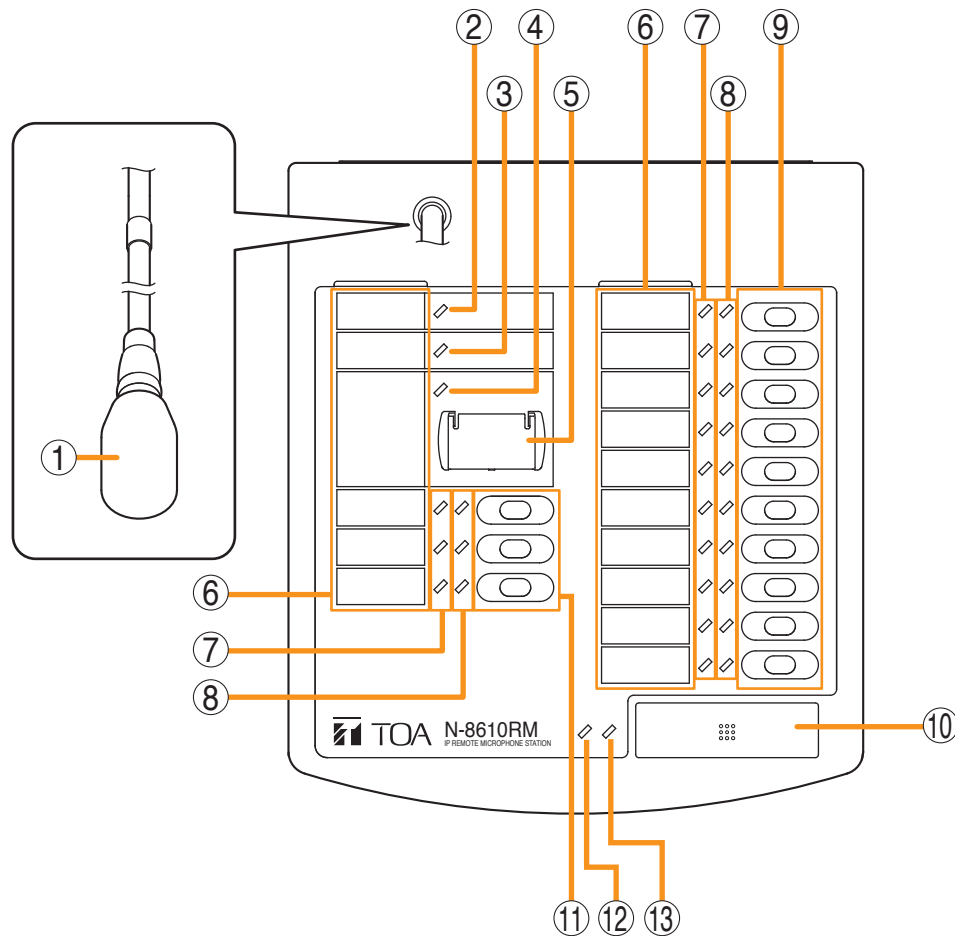 ② ④ ⑥ ⑦ ⑨
③ ⑤ ⑧
①
⑥
⑦
⑧
TOA N-8610RM
IP REMOTE MICROPHONE STATION
⑩
⑪ ⑫ ⑬